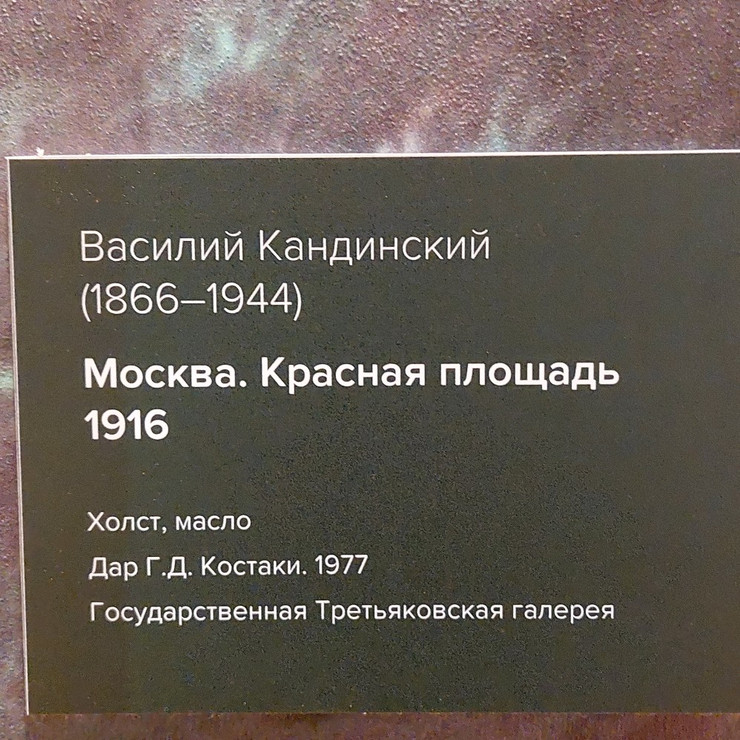 Василий Кандинский
(1866–1944)
Москва. Красная площадь
1916
Холст, масло
Дар Г.Д. Костаки. 1977
Государственная Третьяковская галерея